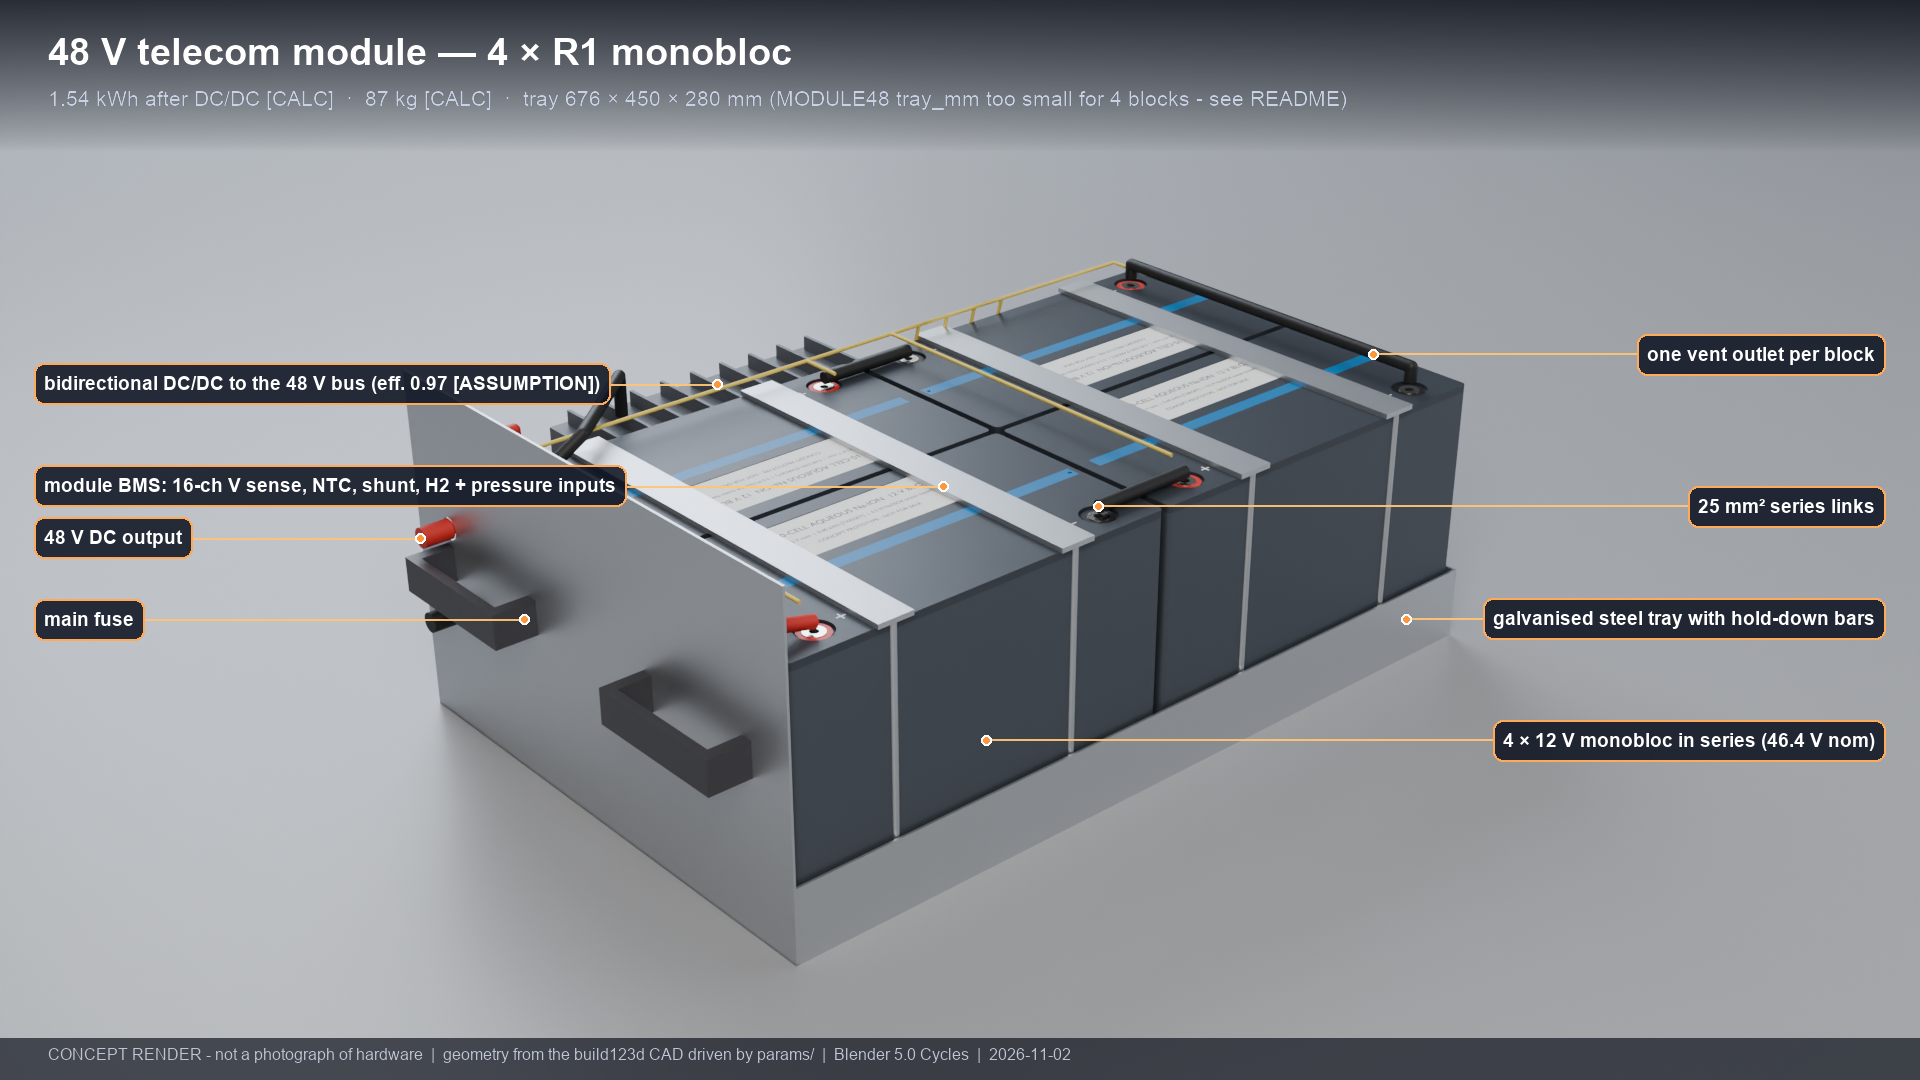 48 V telecom module — 4 × R1 monobloc
1.54 kWh after DC/DC [CALC] · 87 kg [CALC] · tray 676 × 450 × 280 mm (MODULE48 tray_mm too small for 4 blocks - see README)
one vent outlet per block
bidirectional DC/DC to the 48 V bus (eff. 0.97 [ASSUMPTION])
module BMS: 16-ch V sense, NTC, shunt, H2 + pressure inputs
25 mm² series links
48 V DC output
main fuse
galvanised steel tray with hold-down bars
4 × 12 V monobloc in series (46.4 V nom)
CONCEPT RENDER - not a photograph of hardware | geometry from the build123d CAD driven by params/ | Blender 5.0 Cycles | 2026-11-02